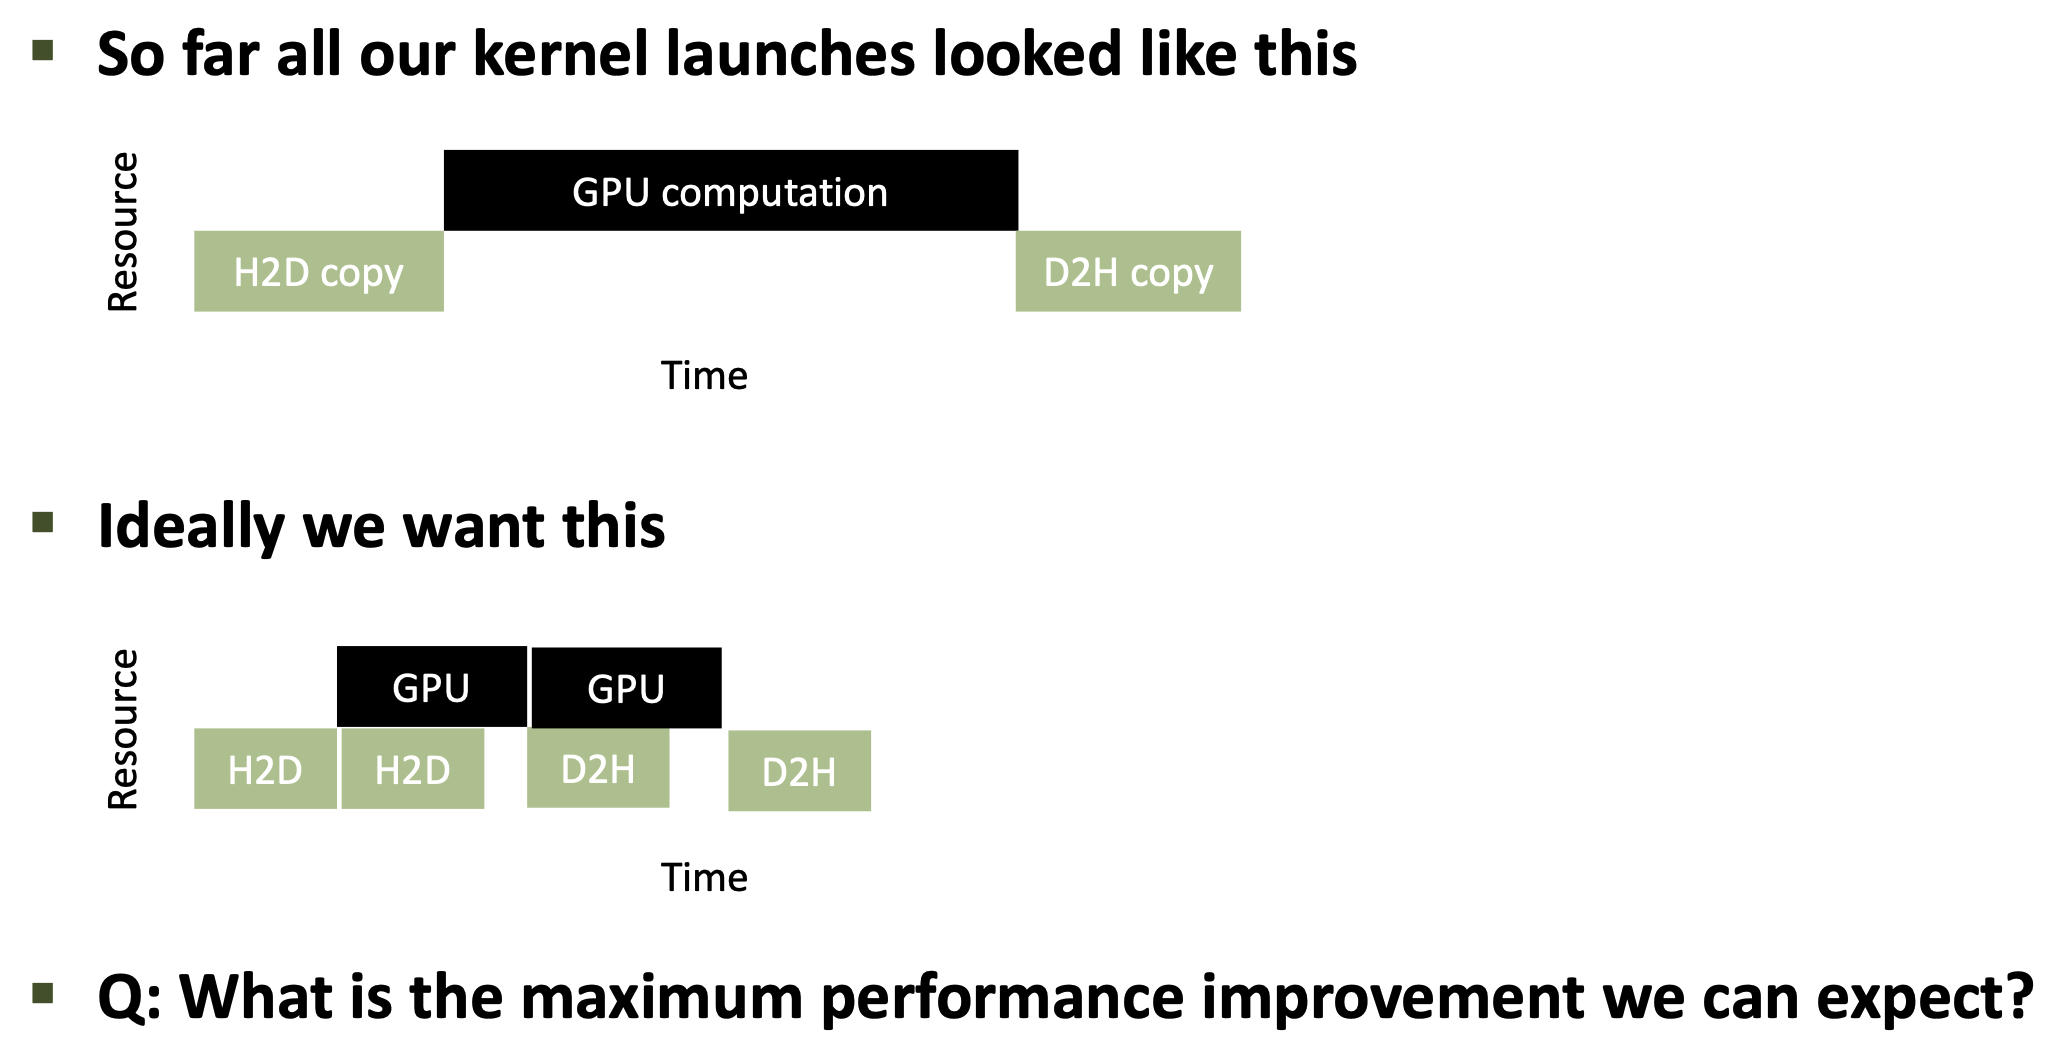 So far all our kernel launches looked like this
Resource
GPU computation
H2D copy
D2H copy
Time
Ideally we want this
Resource
GPU
GPU
H2D
H2D
D2H
D2H
Time
Q: What is the maximum performance improvement we can expect?